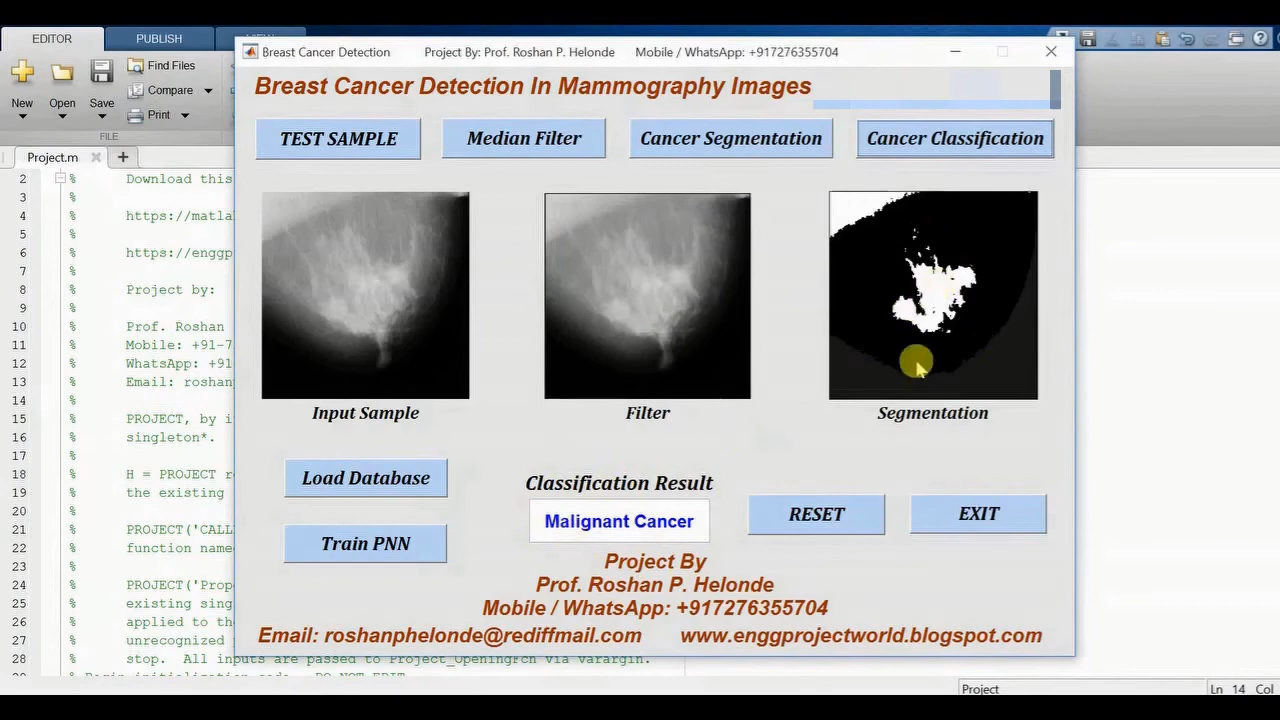 EDITOR
PUBLISH
Breast Cancer Detection Project By: Prof. Roshan P. Helonde Mobile / WhatsApp: +917276355704
Breast Cancer Detection In Mammography Images
New
Open
Save
Find Files
Compare
Print
FILE
TEST SAMPLE
Median Filter
Cancer Segmentation
Cancer Classification
Project.m
Input Sample
Filter
Segmentation
Load Database
Train PNN
Classification Result
Malignant Cancer
RESET
EXIT
Project By
Prof. Roshan P. Helonde
Mobile / WhatsApp: +917276355704
Email: roshanphelonde@rediffmail.com www.enggprojectworld.blogspot.com
2 % Download this
3 %
4 % https://matla
5 %
6 % https://engg
7 %
8 % Project by:
9 %
10 % Prof. Roshan
11 % Mobile: +91-7
12 % WhatsApp: +91
13 % Email: roshan
14 %
15 % PROJECT, by i
16 % singleton*.
17 %
18 % H = PROJECT r
19 % the existing
20 %
21 % PROJECT('CALL
22 % function name
23 %
24 % PROJECT('Prop
25 % existing sing
26 % applied to the
27 % unrecognized
28 % stop. All inputs are passed to Project_OpeningFcn via varargin.
Project
Ln 14 Col